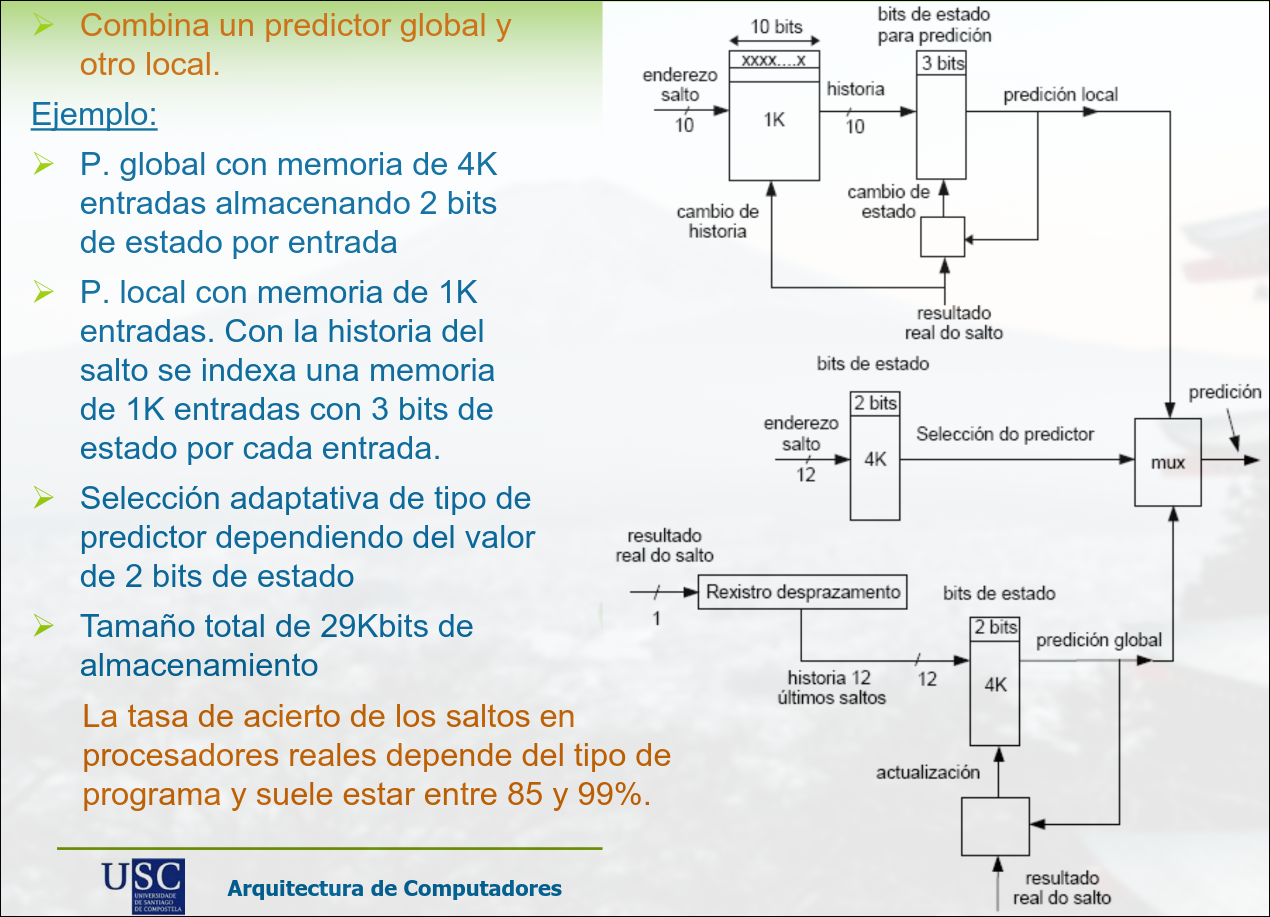 Combina un predictor global y
otro local.
Ejemplo:
P. global con memoria de 4K
entradas almacenando 2 bits
de estado por entrada
P. local con memoria de 1K
entradas. Con la historia del
salto se indexa una memoria
de 1K entradas con 3 bits de
estado por cada entrada.
Selección adaptativa de tipo de
predictor dependiendo del valor
de 2 bits de estado
Tamaño total de 29Kbits de
almacenamiento
La tasa de acierto de los saltos en
procesadores reales depende del tipo de
programa y suele estar entre 85 y 99%.
USC
UNIVERSIDADE
DE SANTIAGO
DE COMPOSTELA
Arquitectura de Computadores
10 bits
xxxx....x
enderezo
salto
10
1K
historia
10
bits de estado
para predición
3 bits
predición local
cambio de
historia
cambio de
estado
resultado
real do salto
bits de estado
2 bits
enderezo
salto
12
4K
Selección do predictor
mux
predición
resultado
real do salto
1
Rexistro desprazamento
historia 12
últimos saltos
12
bits de estado
2 bits
4K
predición global
actualización
resultado
real do salto